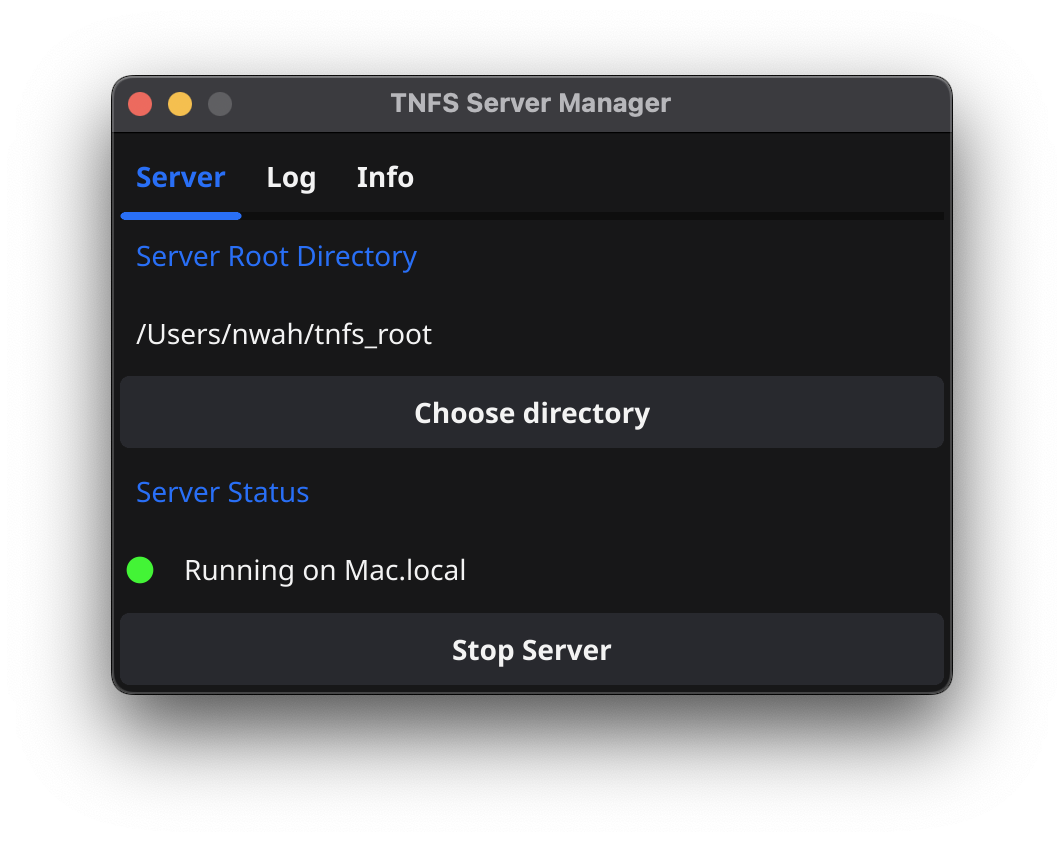 TNFS Server Manager
Server Log Info
Server Root Directory
/Users/nwah/tnfs_root
Choose directory
Server Status
Running on Mac.local
Stop Server